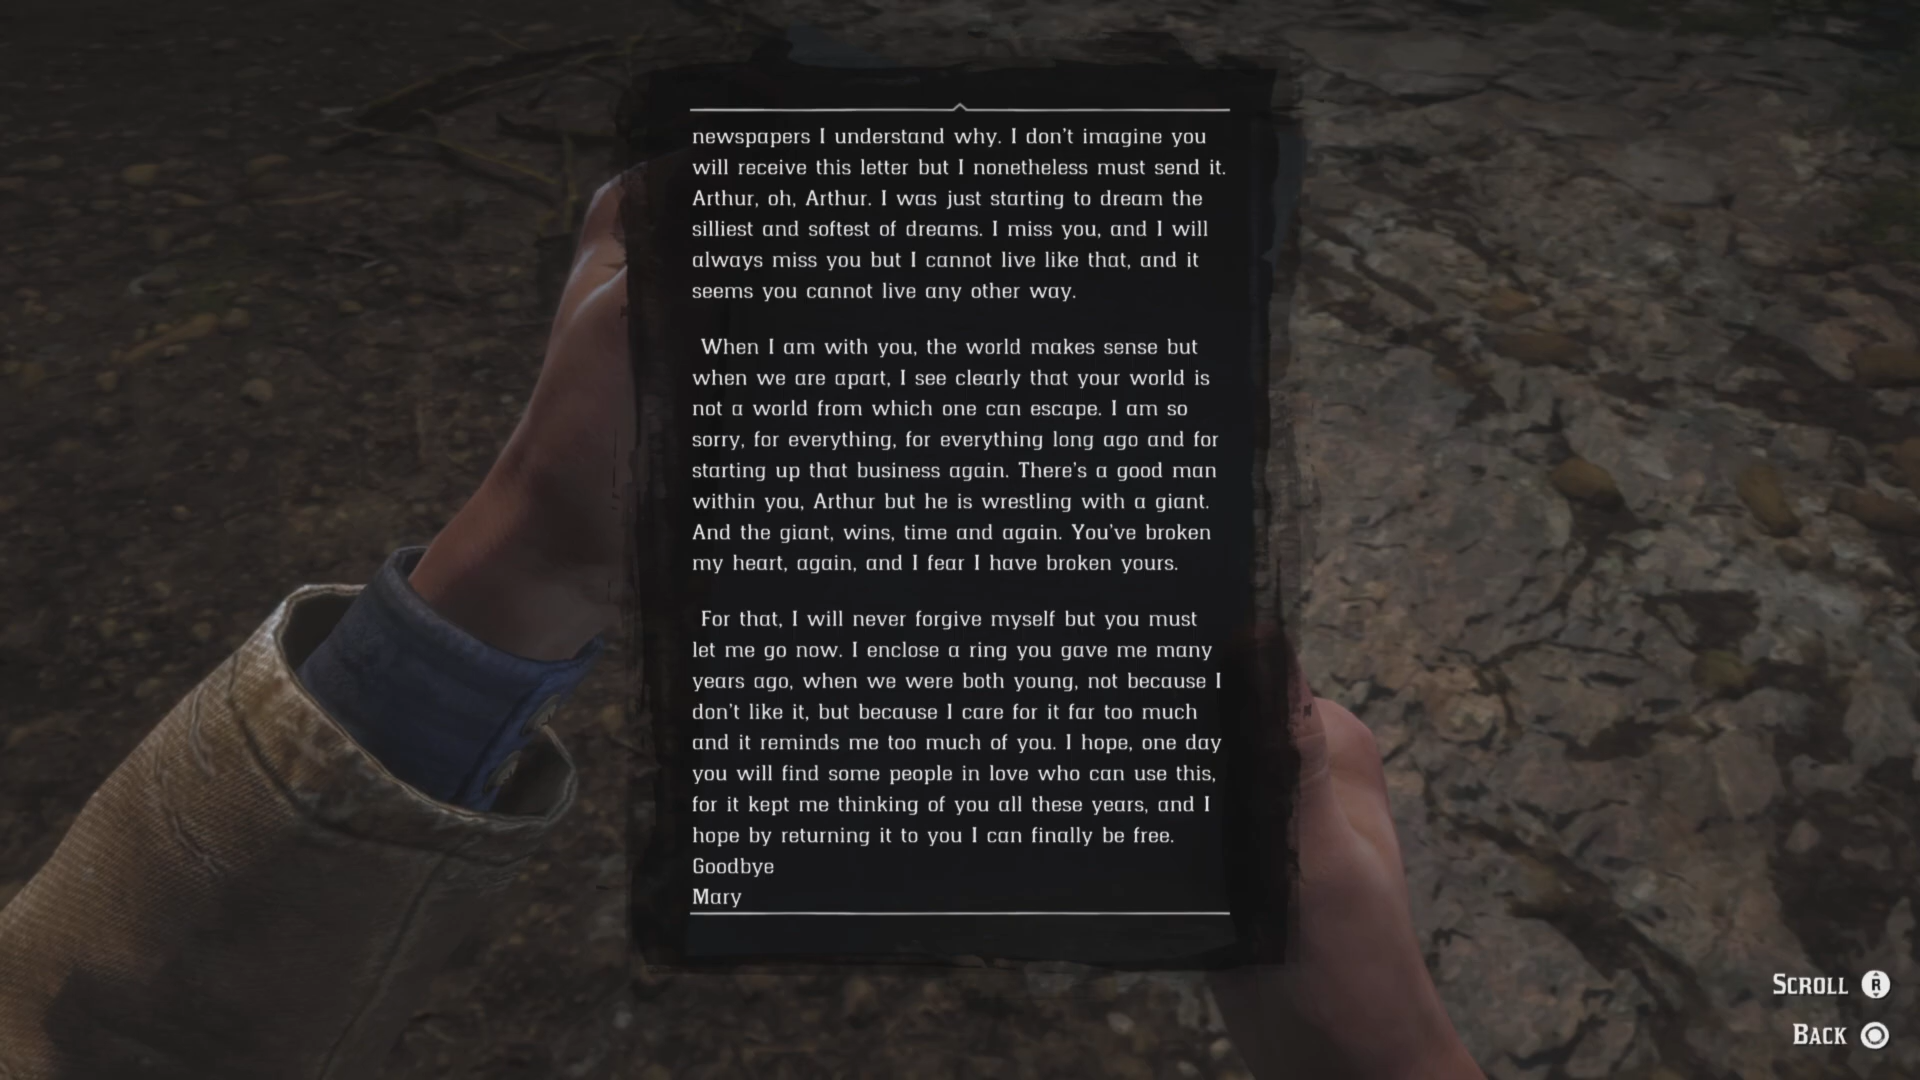 newspapers I understand why. I don't imagine you
will receive this letter but I nonetheless must send it.
Arthur, oh, Arthur. I was just starting to dream the
silliest and softest of dreams. I miss you, and I will
always miss you but I cannot live like that, and it
seems you cannot live any other way.
When I am with you, the world makes sense but
when we are apart, I see clearly that your world is
not a world from which one can escape. I am so
sorry, for everything, for everything long ago and for
starting up that business again. There's a good man
within you, Arthur but he is wrestling with a giant.
And the giant, wins, time and again. You've broken
my heart, again, and I fear I have broken yours.
For that, I will never forgive myself but you must
let me go now. I enclose a ring you gave me many
years ago, when we were both young, not because I
don't like it, but because I care for it far too much
and it reminds me too much of you. I hope, one day
you will find some people in love who can use this,
for it kept me thinking of you all these years, and I
hope by returning it to you I can finally be free.
Goodbye
Mary
SCROLL R
BACK